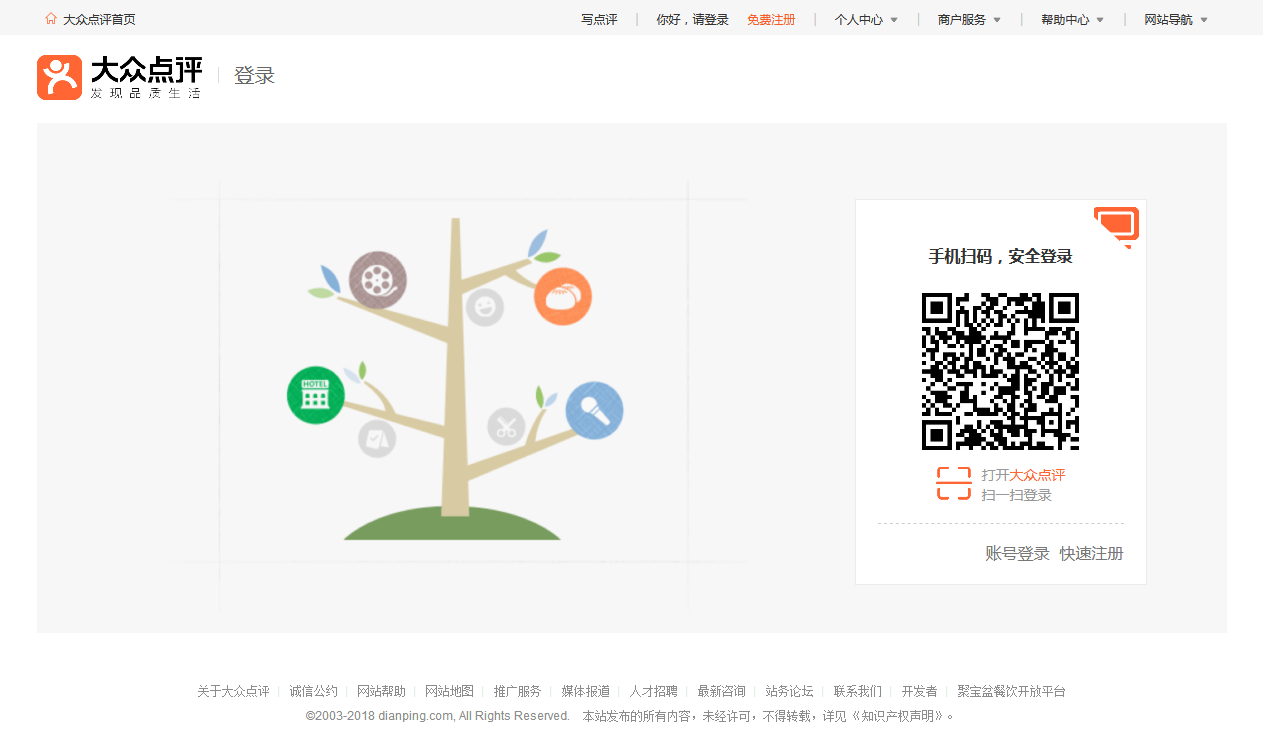 大众点评首页 写点评 你好，请登录 免费注册 个人中心 商户服务 帮助中心 网站导航
大众点评
发现品质生活
登录
手机扫码，安全登录
HOTEL
打开大众点评
扫一扫登录
账号登录 快速注册
关于大众点评 诚信公约 网站帮助 网站地图 推广服务 媒体报道 人才招聘 最新咨询 站务论坛 联系我们 开发者 聚宝盆餐饮开放平台
©2003-2018 dianping.com, All Rights Reserved. 本站发布的所有内容，未经许可，不得转载，详见《知识产权声明》。